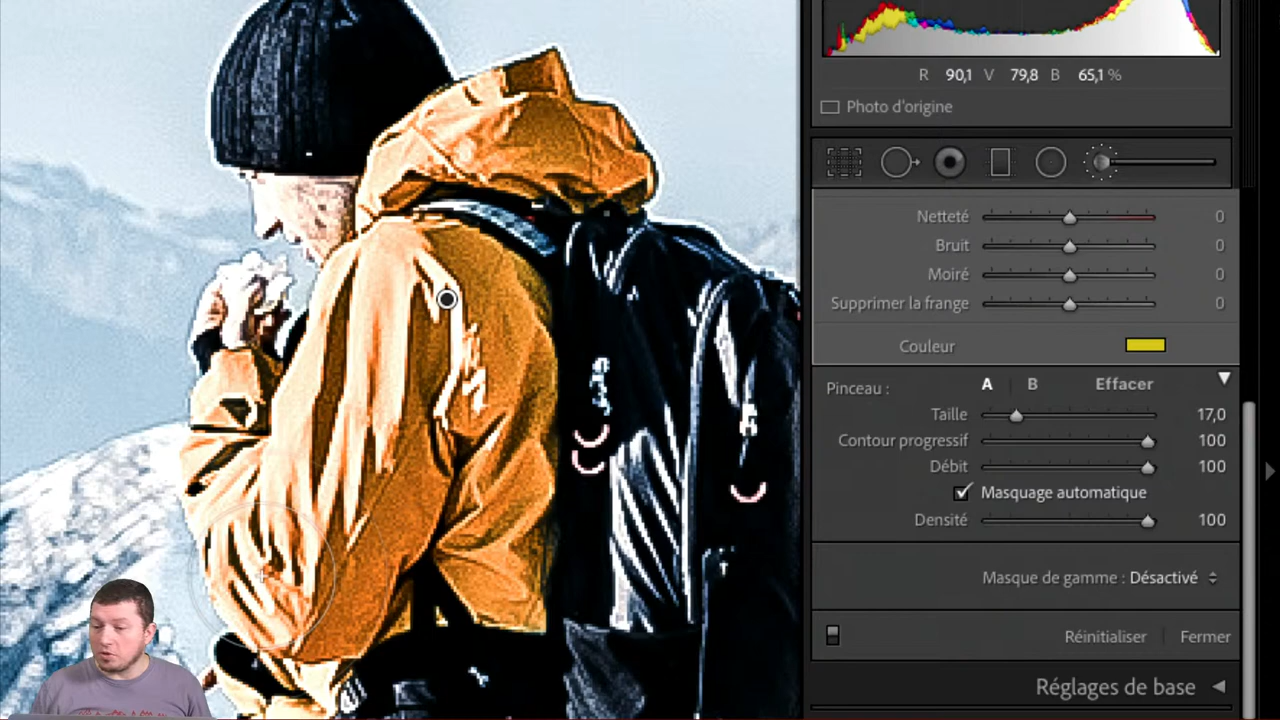 R 90,1 V 79,8 B 65,1 %
Photo d'origine
Netteté 0
Bruit 0
Moiré 0
Supprimer la frange 0
Couleur
Pinceau : A B Effacer
Taille 17,0
Contour progressif 100
Débit 100
Masquage automatique
Densité 100
Masque de gamme : Désactivé
Réinitialiser Fermer
Réglages de base